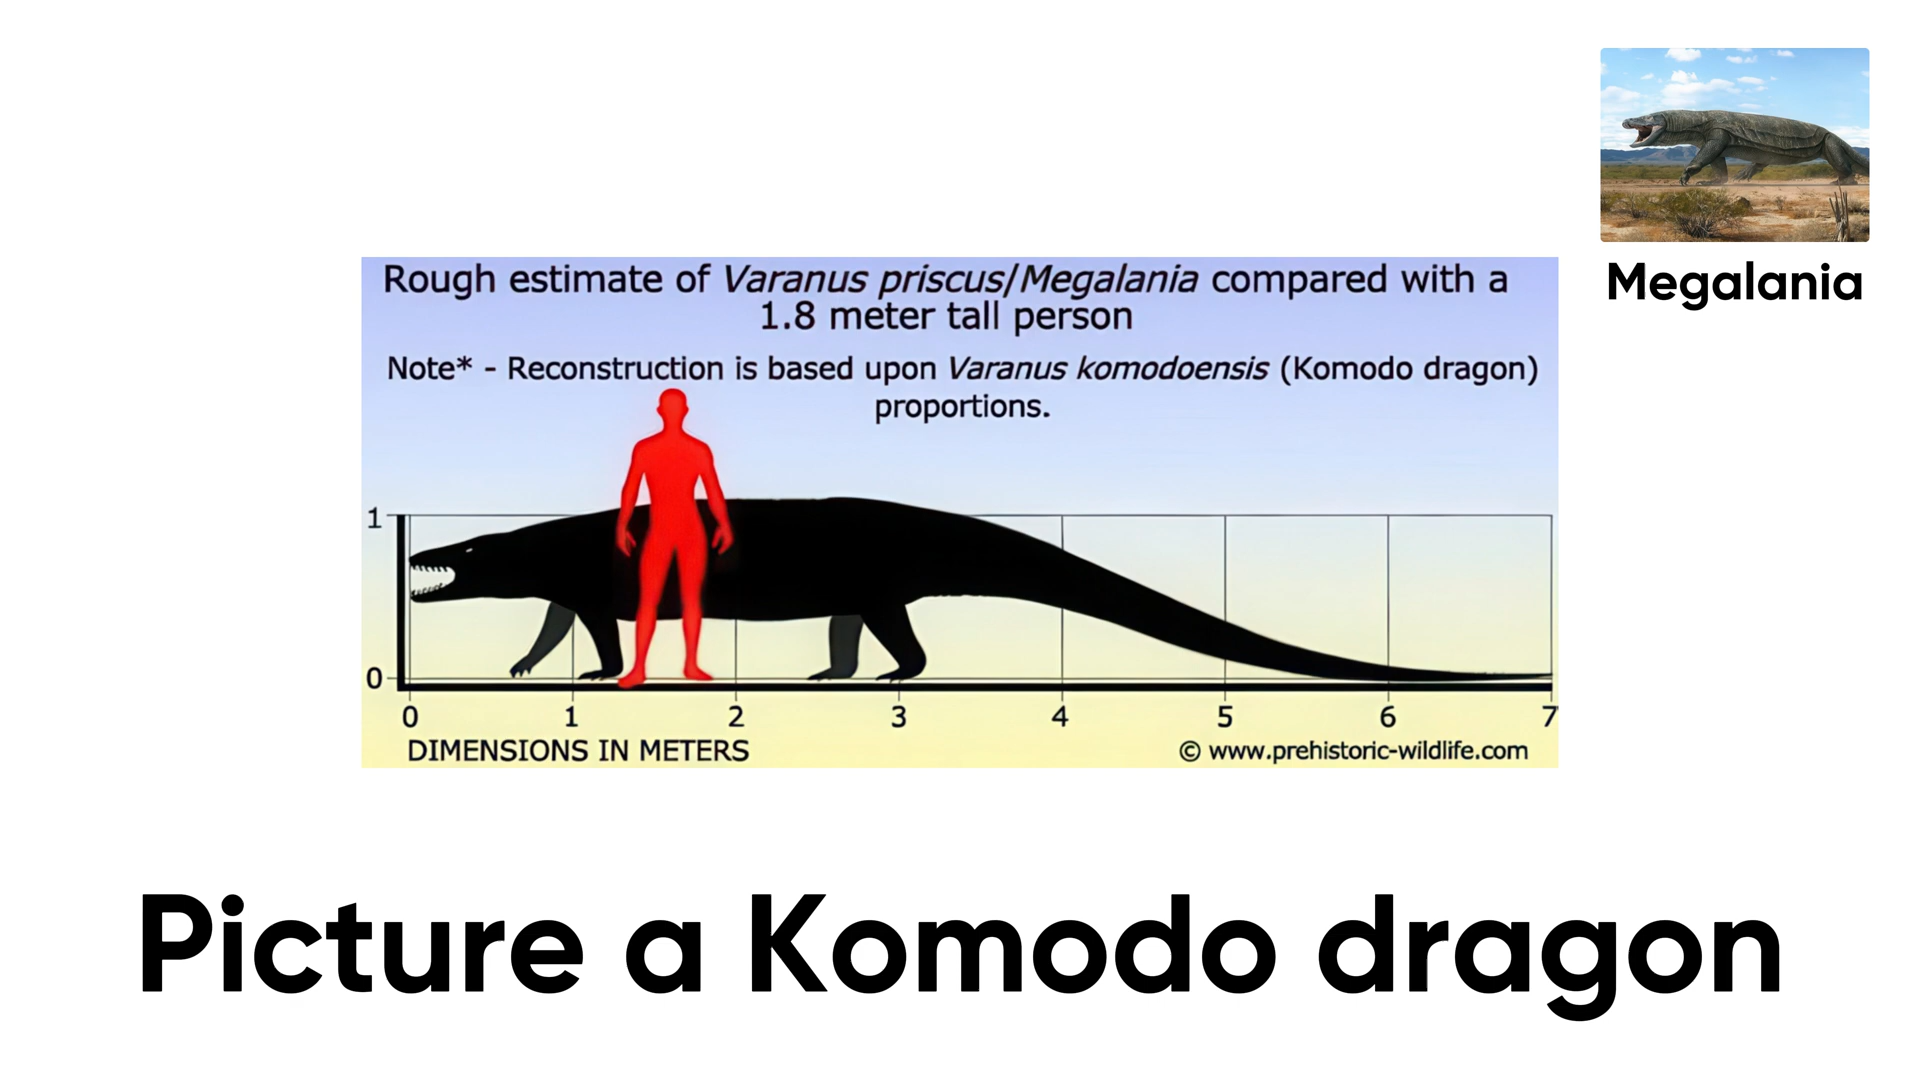 Megalania
Rough estimate of Varanus priscus/Megalania compared with a
1.8 meter tall person
Note* - Reconstruction is based upon Varanus komodoensis (Komodo dragon)
proportions.
1
0
0 1 2 3 4 5 6 7
DIMENSIONS IN METERS
© www.prehistoric-wildlife.com
Picture a Komodo dragon